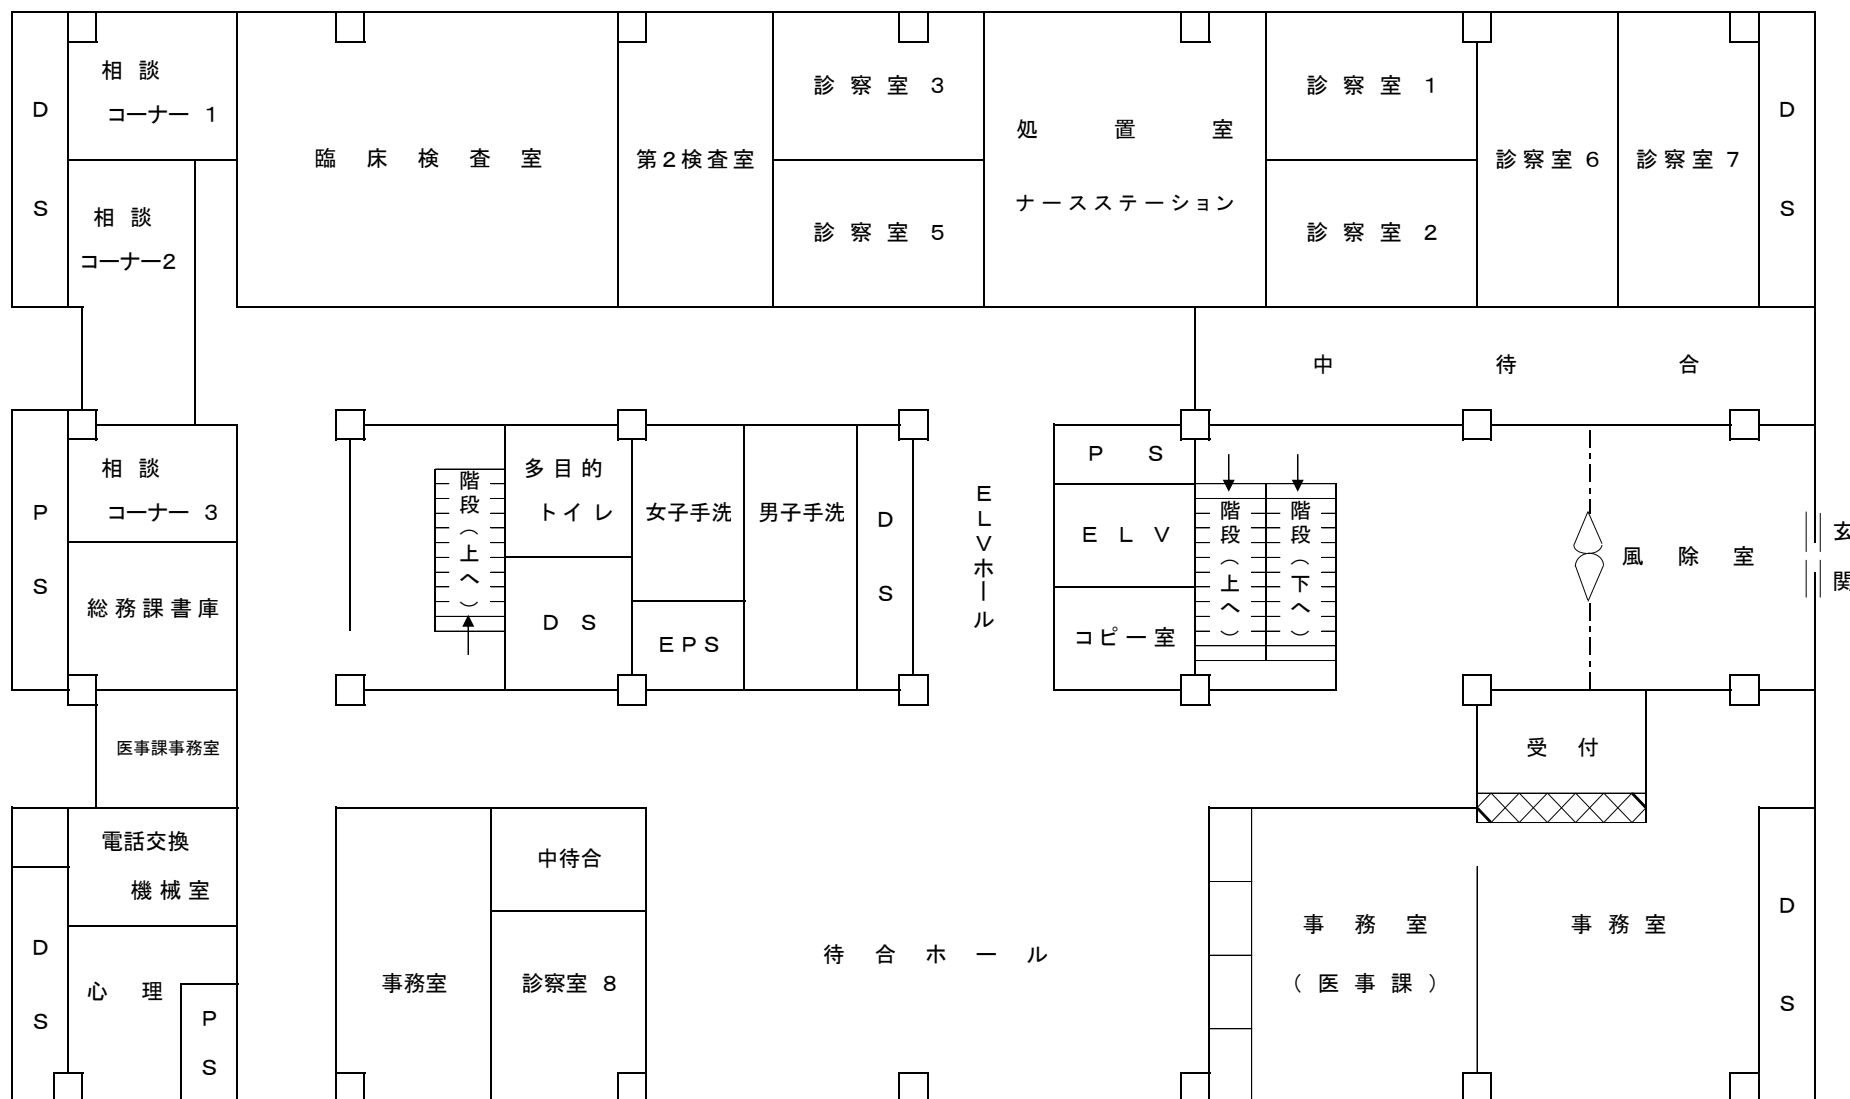 相 談
コーナー 1
D
S
臨 床 検 査 室
第2検査室
診 察 室 3
診 察 室 5
処 置 室
ナースステーション
診 察 室 1
診 察 室 2
診 察 室 6
診 察 室 7
D
S
相 談
コーナー2
中 待 合
P
S
相 談
コーナー 3
総務課書庫
階段(上へ)
多目的
トイレ
D S
女子手洗
EPS
男子手洗
D
S
ELVホール
P S
E L V
コピー室
階段(上へ)
階段(下へ)
風 除 室
玄
関
医事課事務室
受 付
電話交換
機械室
D
S
心 理
P
S
事務室
中待合
診察室 8
待 合 ホ ー ル
事 務 室
( 医 事 課 )
事 務 室
D
S